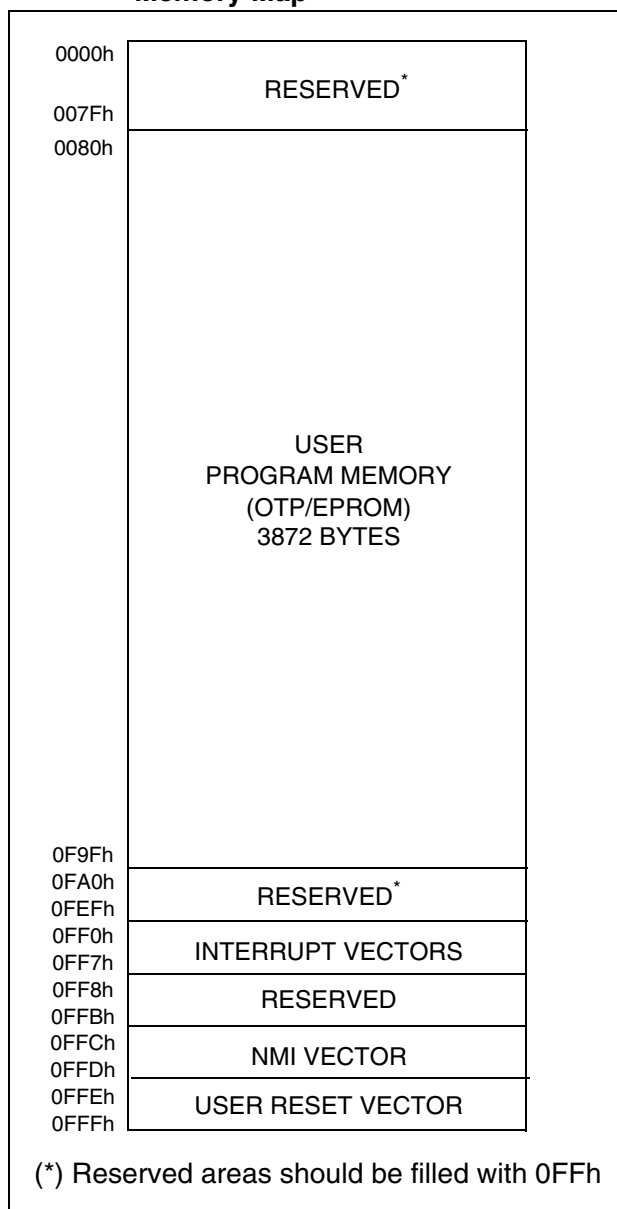 0000h
RESERVED*
007Fh
0080h
USER
PROGRAM MEMORY
(OTP/EPROM)
3872 BYTES
0F9Fh
0FA0h
RESERVED*
0FEFh
0FF0h
INTERRUPT VECTORS
0FF7h
0FF8h
RESERVED
0FFBh
0FFCh
NMI VECTOR
0FFDh
0FFEh
USER RESET VECTOR
0FFFh
(*) Reserved areas should be filled with 0FFh